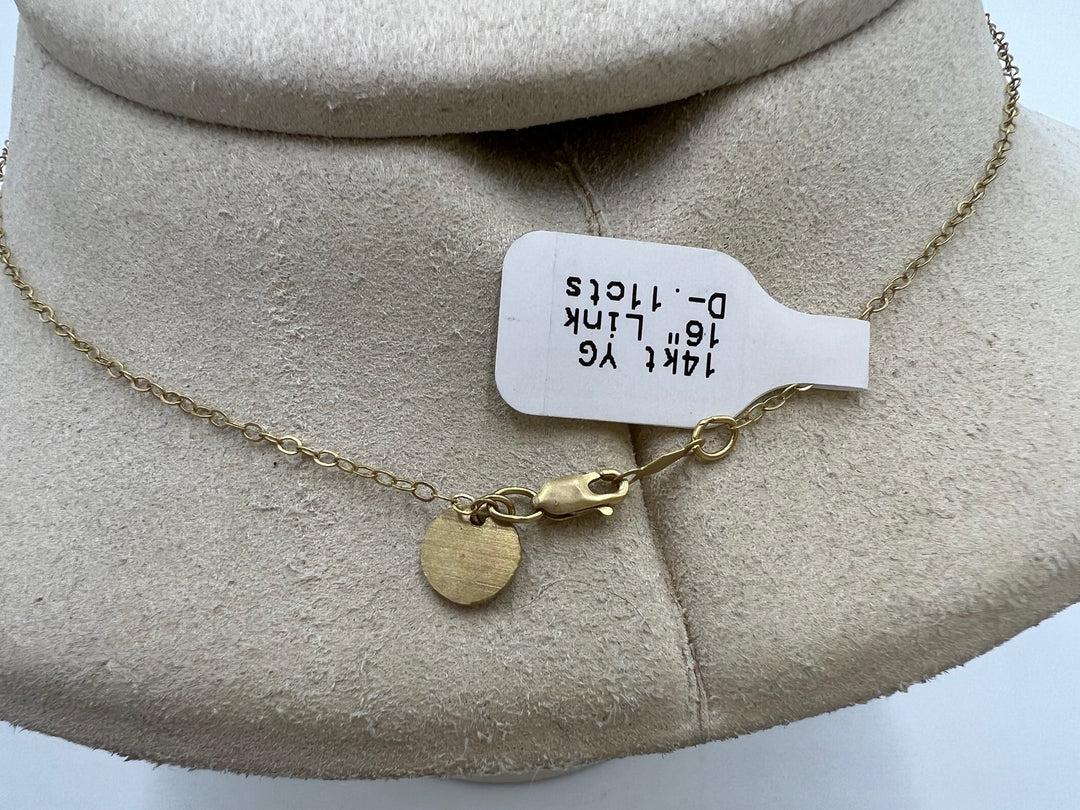 14kt YG
16" Link
D-.11cts